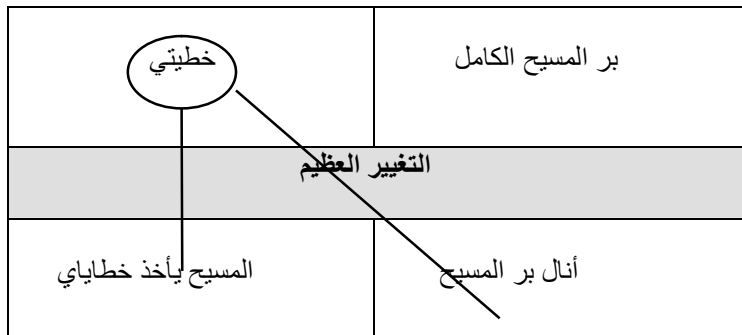 بر المسيح الكامل
خطيتي
التغيير العظيم
أنال بر المسيح
المسيح يأخذ خطاياي